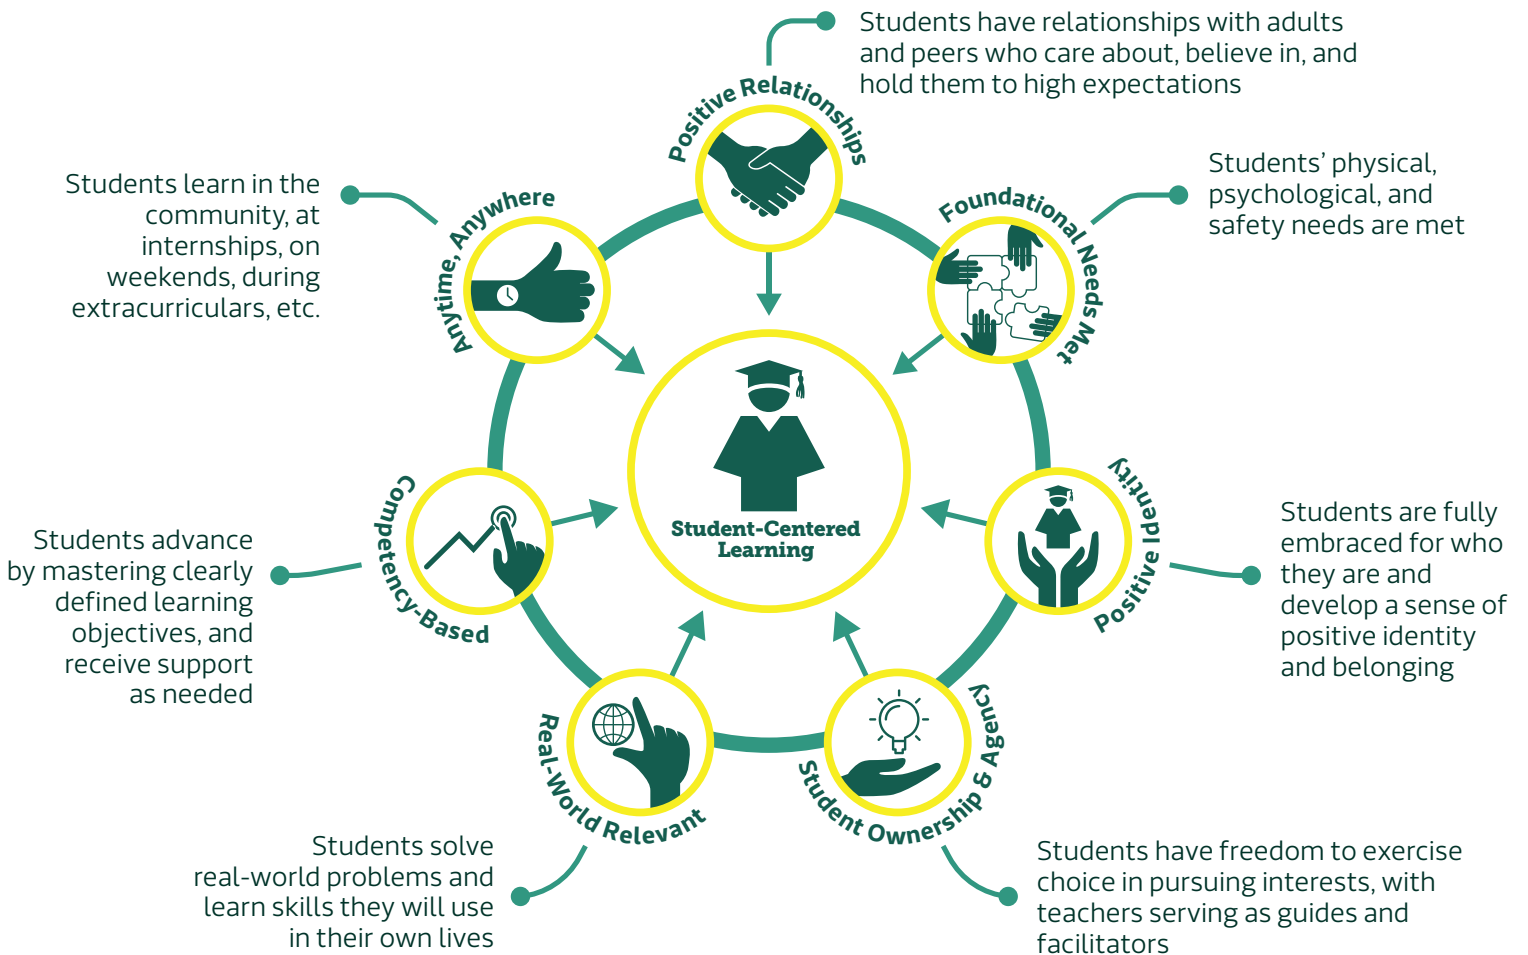 Students have relationships with adults
and peers who care about, believe in, and
hold them to high expectations
Positive Relationships
Students’ physical,
psychological, and
safety needs are met
Foundational Needs Met
Students learn in the
community, at
internships, on
weekends, during
extracurriculars, etc.
Anytime, Anywhere
Student-Centered
Learning
Positive Identity
Students are fully
embraced for who
they are and
develop a sense of
positive identity
and belonging
Competency-Based
Students advance
by mastering clearly
defined learning
objectives, and
receive support
as needed
Real-World Relevant
Students solve
real-world problems and
learn skills they will use
in their own lives
Student Ownership & Agency
Students have freedom to exercise
choice in pursuing interests, with
teachers serving as guides and
facilitators